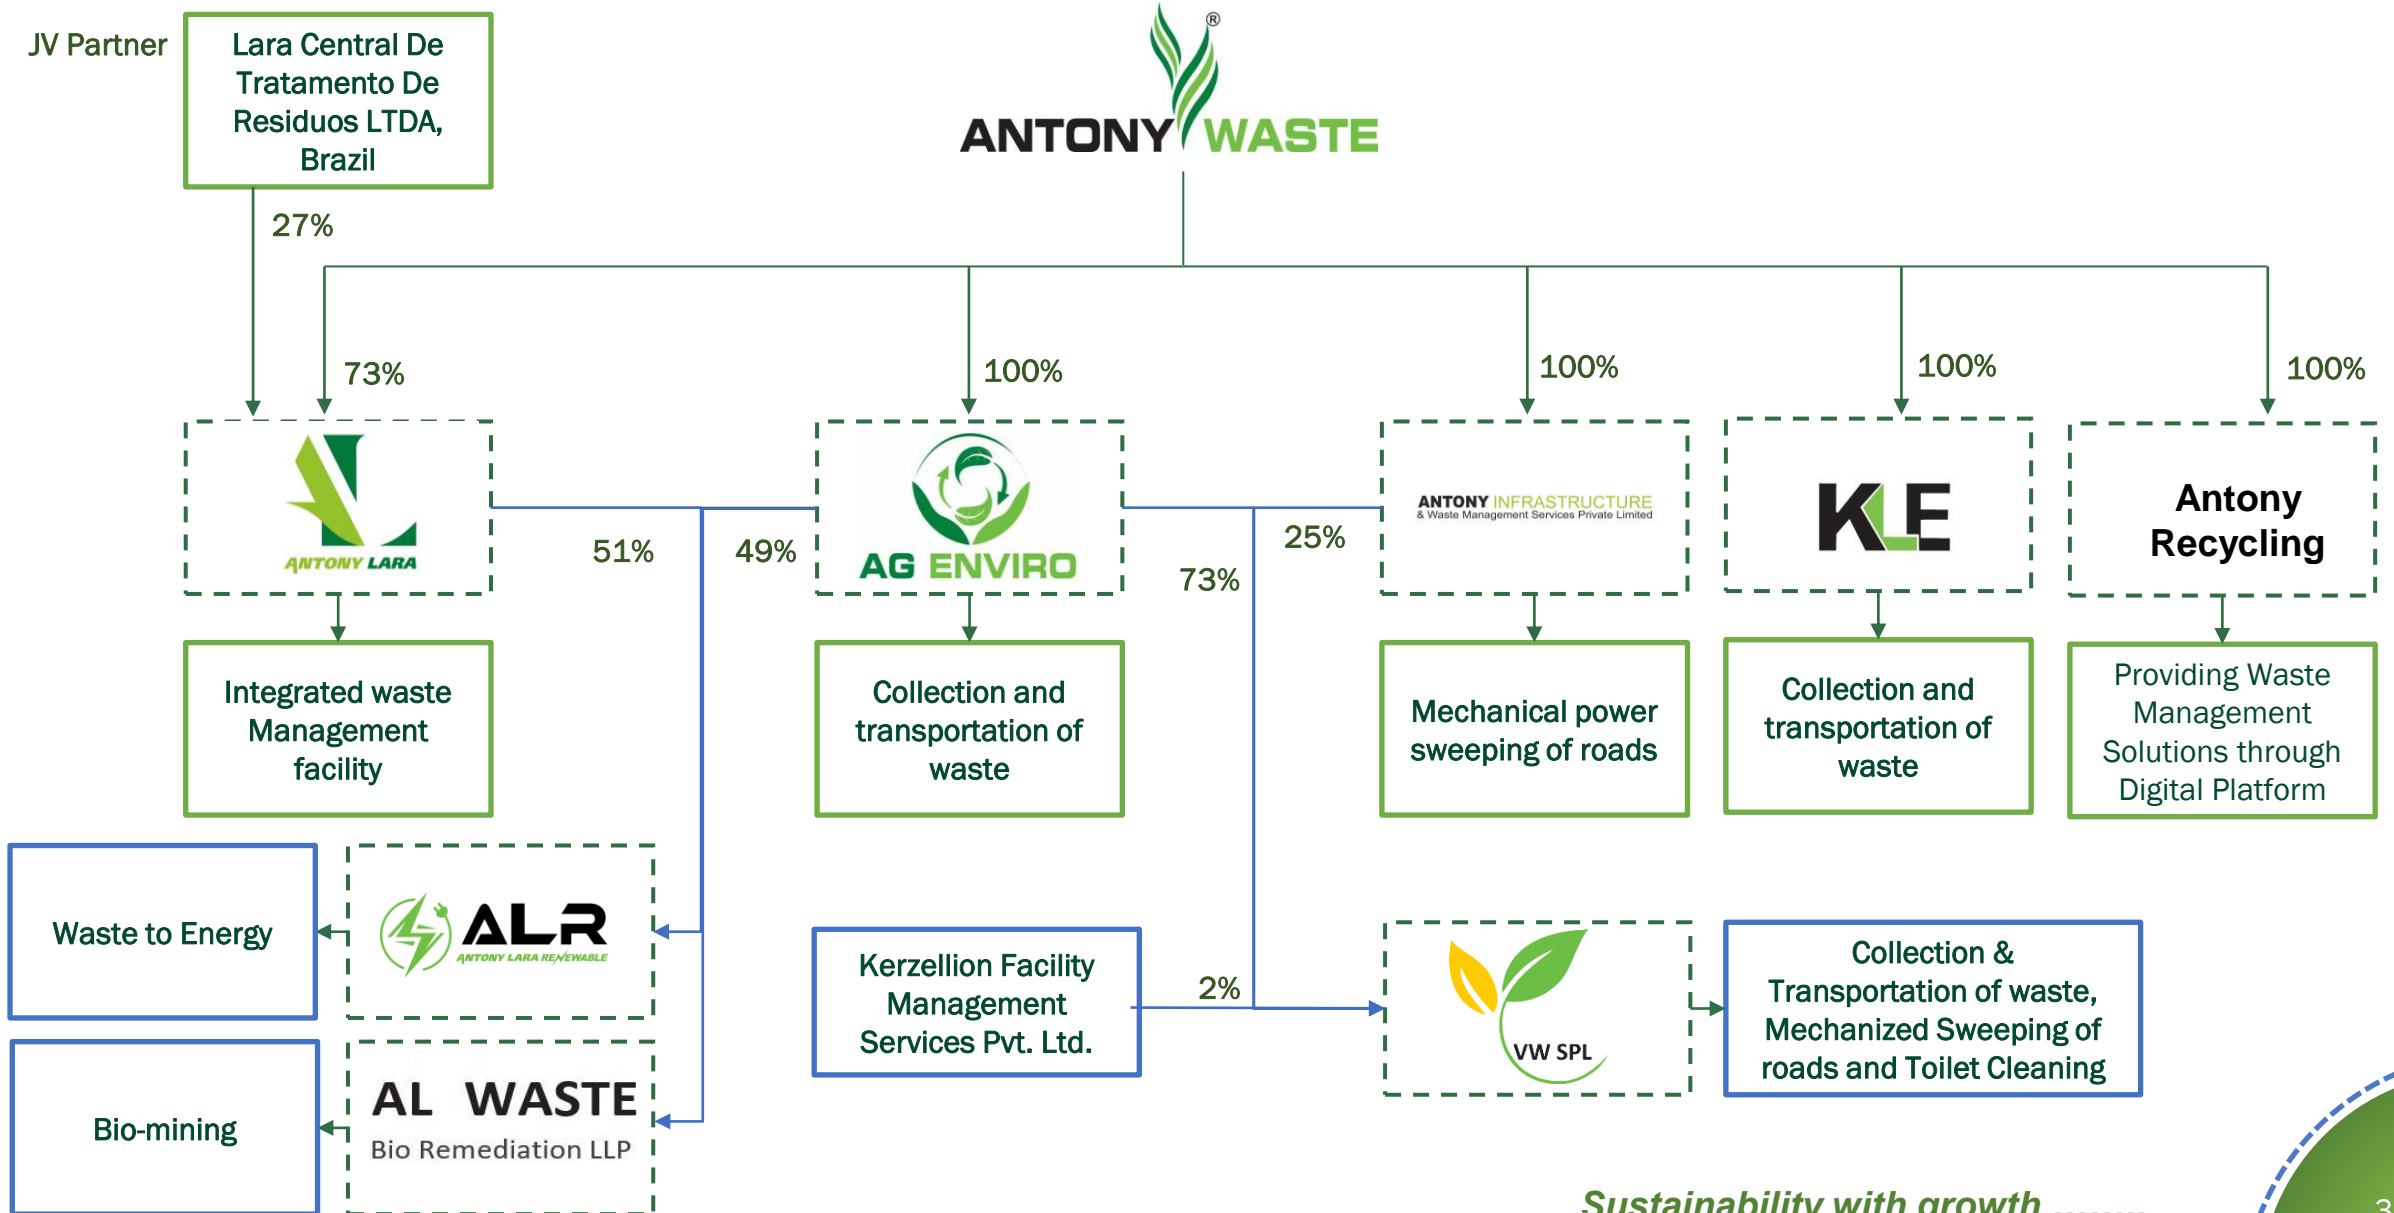 JV Partner
Lara Central De
Tratamento De
Residuos LTDA,
Brazil
®
ANTONY WASTE
27%
73%
100%
100%
100%
100%
ANTONY LARA
51%
49%
AG ENVIRO
73%
25%
ANTONY INFRASTRUCTURE
& Waste Management Services Private Limited
KLE
Antony
Recycling
Integrated waste
Management
facility
Collection and
transportation of
waste
Mechanical power
sweeping of roads
Collection and
transportation of
waste
Providing Waste
Management
Solutions through
Digital Platform
Waste to Energy
ALR
ANTONY LARA RENEWABLE
Kerzellion Facility
Management
Services Pvt. Ltd.
2%
VW SPL
Collection &
Transportation of waste,
Mechanized Sweeping of
roads and Toilet Cleaning
Bio-mining
AL WASTE
Bio Remediation LLP
Sustainability with growth ........
3